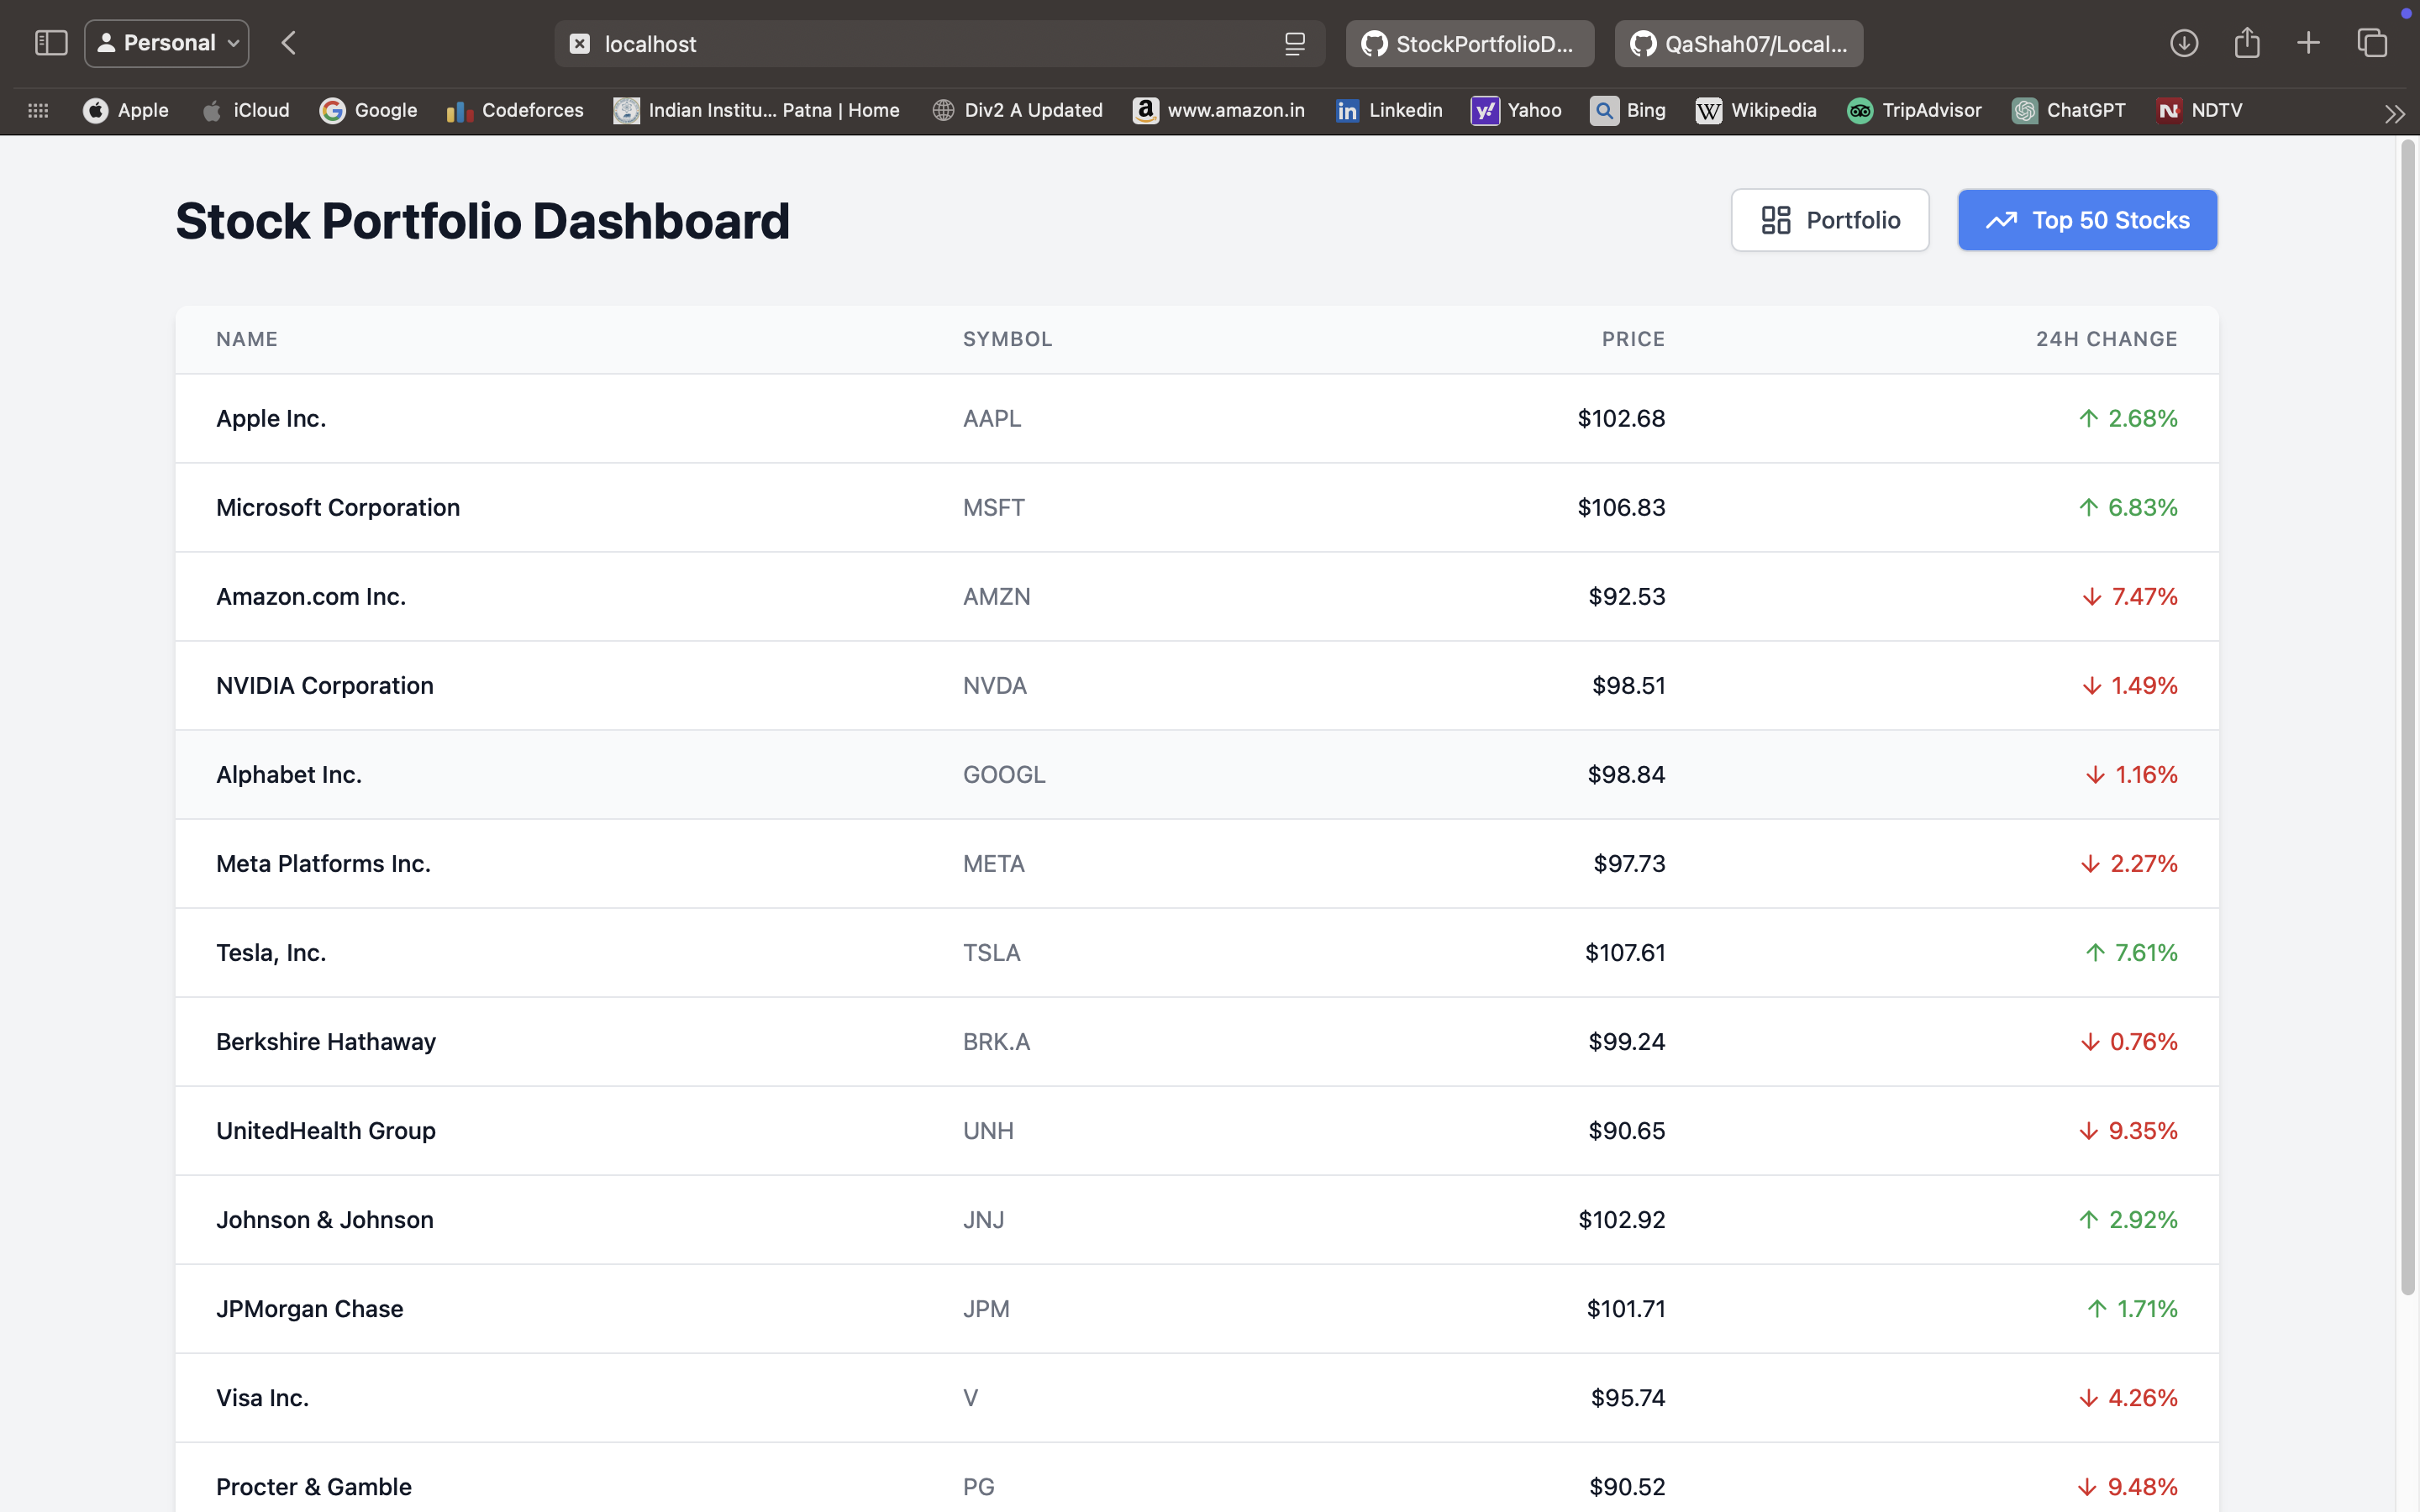 Personal localhost StockPortfolioD... QaShah07/Local...
Apple iCloud Google Codeforces Indian Institu... Patna | Home Div2 A Updated www.amazon.in Linkedin Yahoo Bing Wikipedia TripAdvisor ChatGPT NDTV
Stock Portfolio Dashboard Portfolio Top 50 Stocks
NAME SYMBOL PRICE 24H CHANGE
Apple Inc. AAPL $102.68 ↑ 2.68%
Microsoft Corporation MSFT $106.83 ↑ 6.83%
Amazon.com Inc. AMZN $92.53 ↓ 7.47%
NVIDIA Corporation NVDA $98.51 ↓ 1.49%
Alphabet Inc. GOOGL $98.84 ↓ 1.16%
Meta Platforms Inc. META $97.73 ↓ 2.27%
Tesla, Inc. TSLA $107.61 ↑ 7.61%
Berkshire Hathaway BRK.A $99.24 ↓ 0.76%
UnitedHealth Group UNH $90.65 ↓ 9.35%
Johnson & Johnson JNJ $102.92 ↑ 2.92%
JPMorgan Chase JPM $101.71 ↑ 1.71%
Visa Inc. V $95.74 ↓ 4.26%
Procter & Gamble PG $90.52 ↓ 9.48%